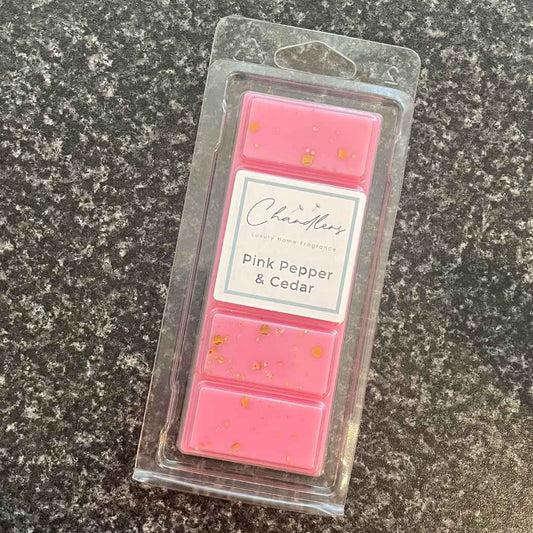 Chandlers
Luxury Home Fragrance
Pink Pepper
& Cedar